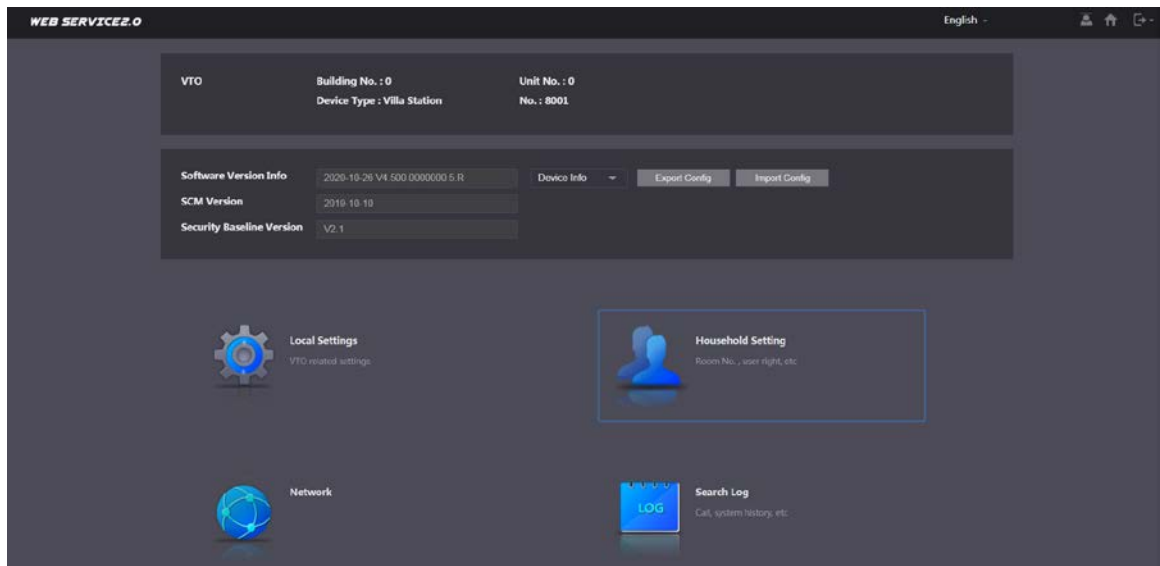 WEB SERVICE2.0 English
VTO Building No. : 0 Unit No. : 0
Device Type : Villa Station No. : 8001
Software Version Info 2020-10-26 V4.500.0000000.5.R Device Info Export Config Import Config
SCM Version 2019-10-10
Security Baseline Version V2.1
Local Settings
VTO related settings
Household Setting
Room No. , user right, etc
Network
LOG
Search Log
Call, system history, etc